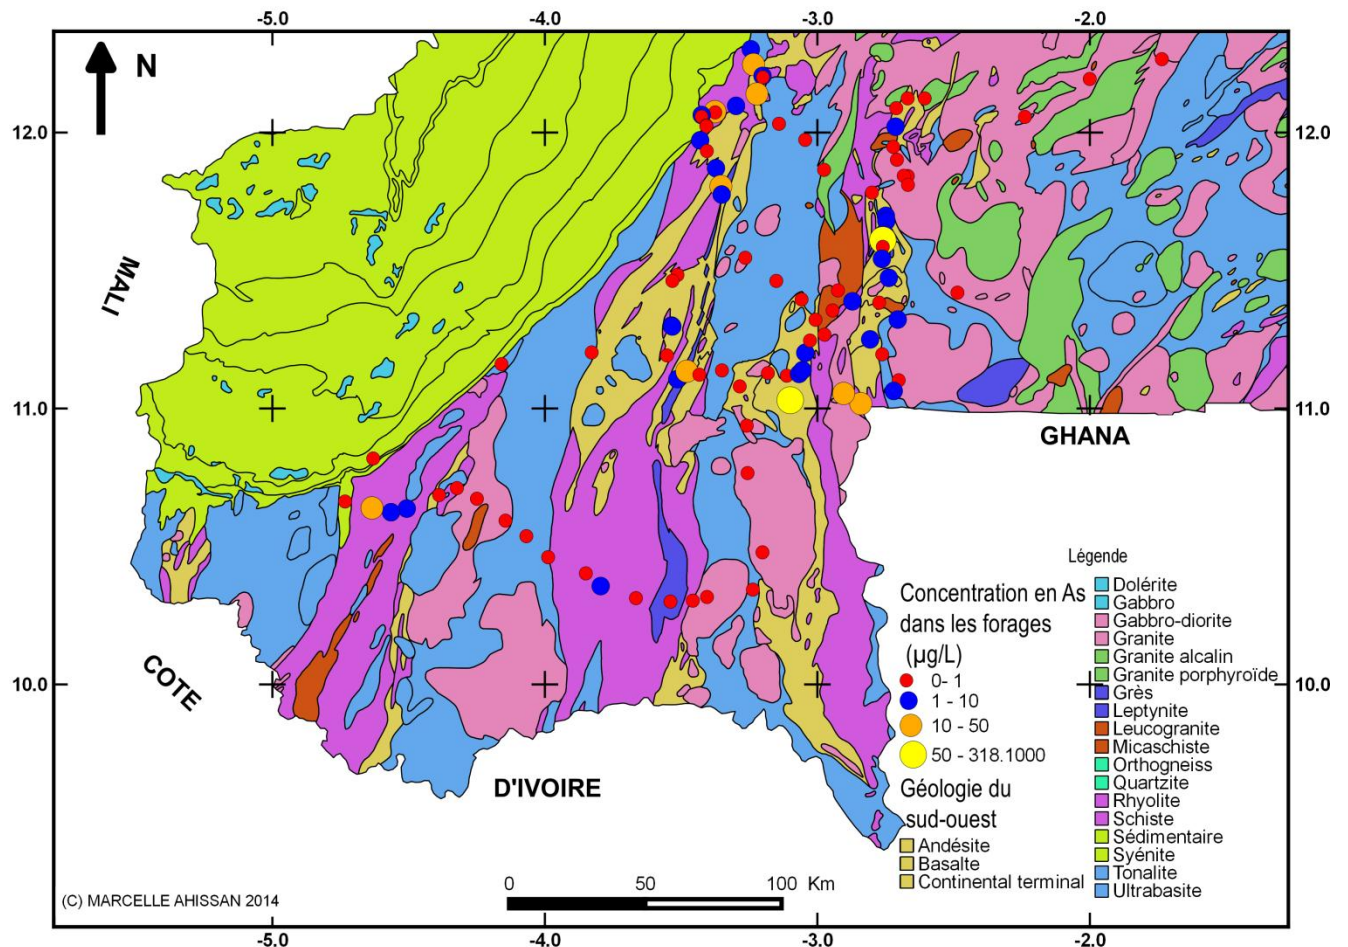 -5.0 -4.0 -3.0 -2.0
N
12.0 12.0
MALI
11.0 11.0
GHANA
COTE
10.0 10.0
D'IVOIRE
Concentration en As
dans les forages
(µg/L)
0- 1
1 - 10
10 - 50
50 - 318.1000
Géologie du
sud-ouest
Andésite
Basalte
Continental terminal
Légende
Dolérite
Gabbro
Gabbro-diorite
Granite
Granite alcalin
Granite porphyroïde
Grès
Leptynite
Leucogranite
Micaschiste
Orthogneiss
Quartzite
Rhyolite
Schiste
Sédimentaire
Syénite
Tonalite
Ultrabasite
0 50 100 Km
(C) MARCELLE AHISSAN 2014
-5.0 -4.0 -3.0 -2.0